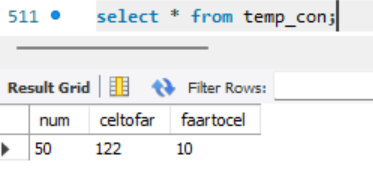 511 select * from temp_con;
Result Grid Filter Rows:
num celtofar faartocel
50 122 10